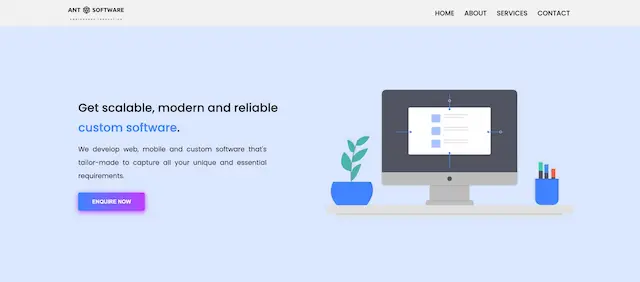 ANT SOFTWARE
HOME ABOUT SERVICES CONTACT
Get scalable, modern and reliable
custom software.
We develop web, mobile and custom software that's
tailor-made to capture all your unique and essential
requirements.
ENQUIRE NOW